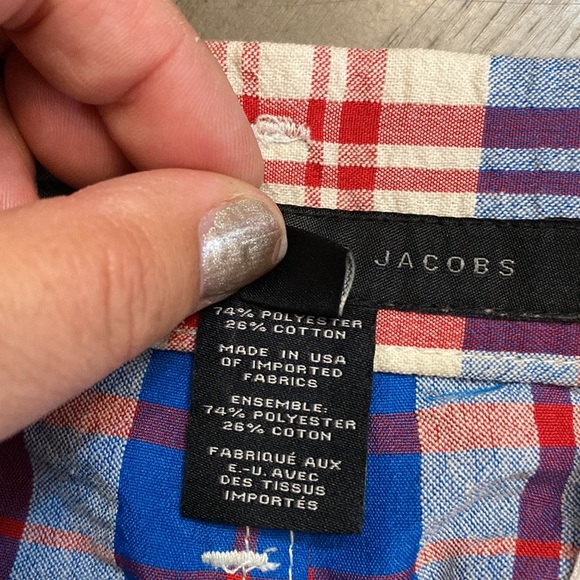 JACOBS
74% POLYESTER
26% COTTON
MADE IN USA
OF IMPORTED
FABRICS
ENSEMBLE:
74% POLYESTER
26% COTON
FABRIQUÉ AUX
E.-U. AVEC
DES TISSUS
IMPORTÉS